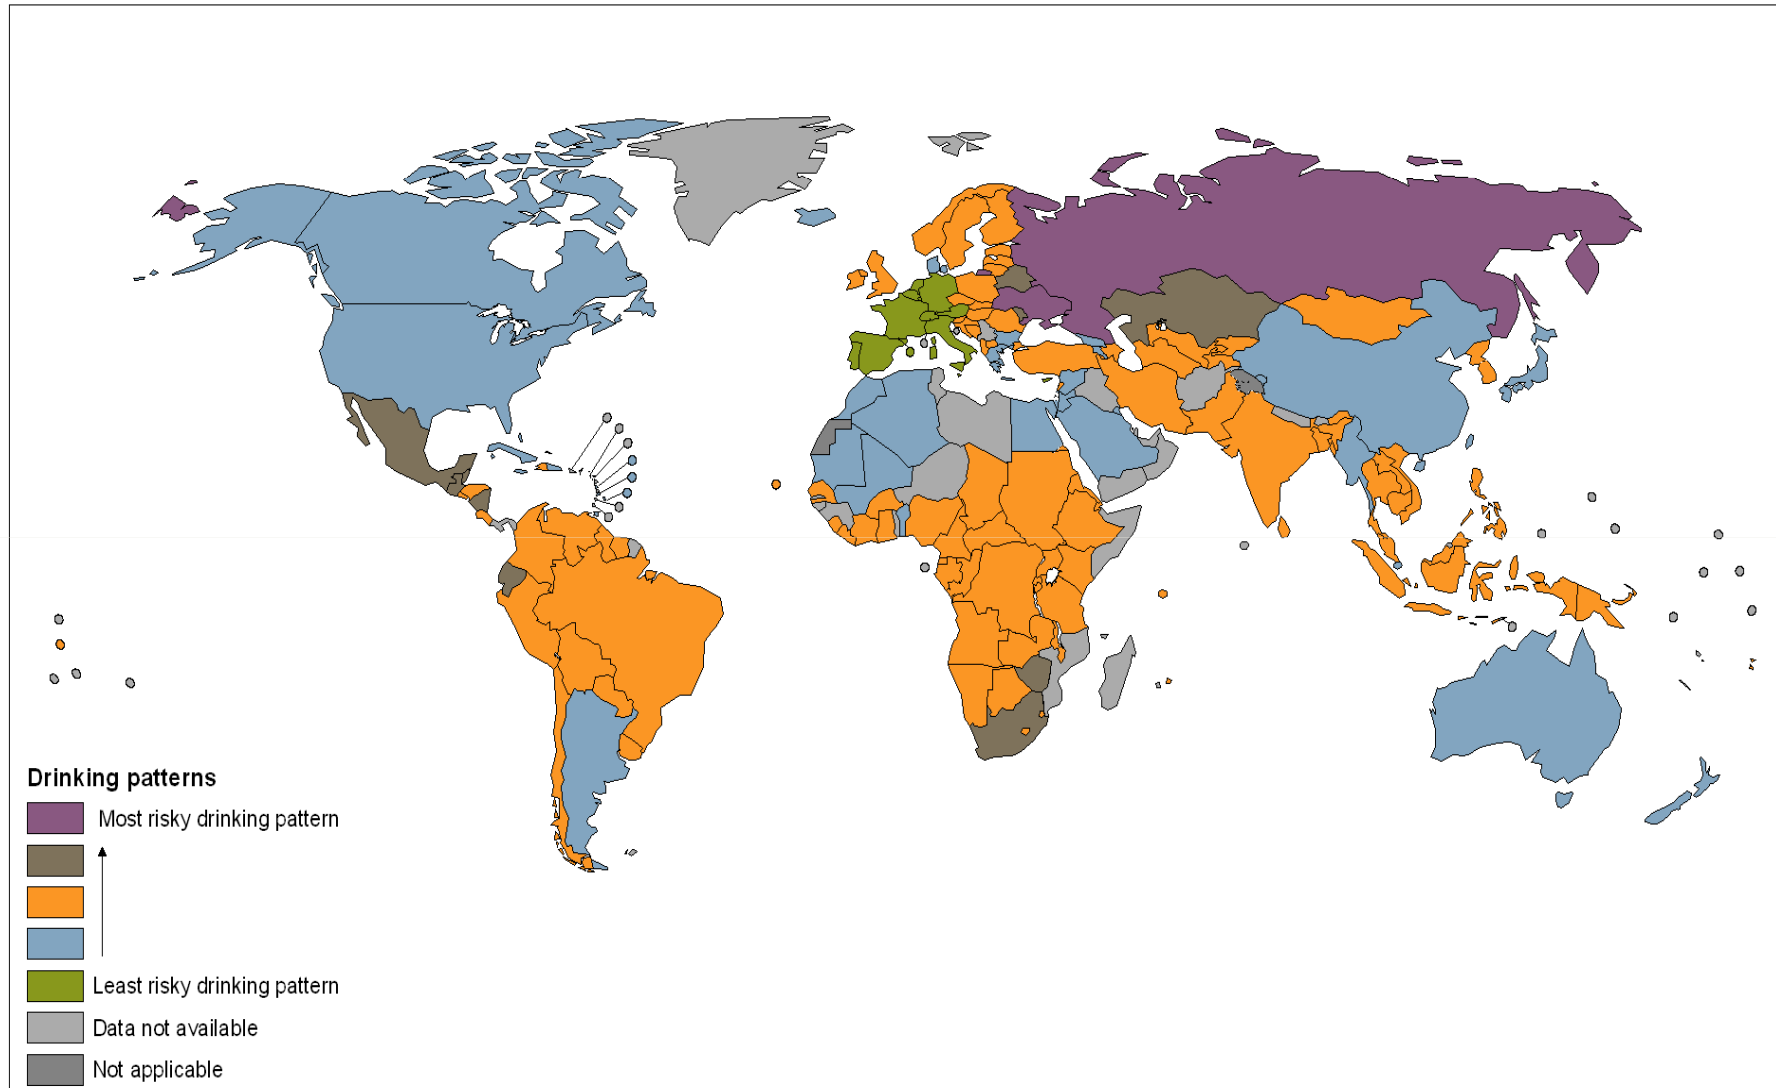 Drinking patterns
Most risky drinking pattern
Least risky drinking pattern
Data not available
Not applicable